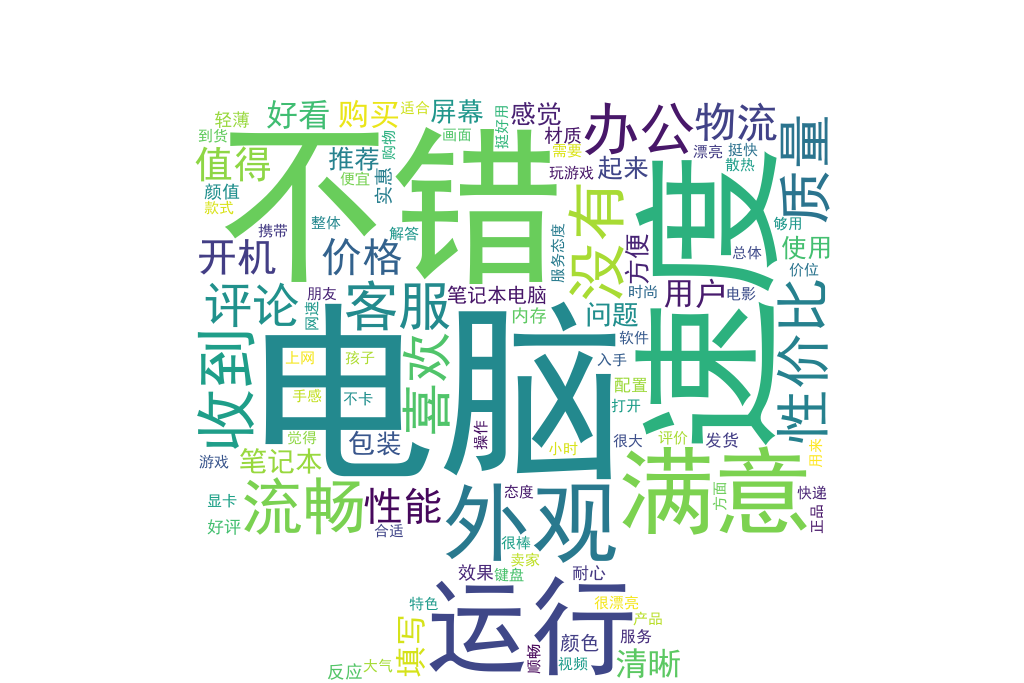 轻薄
好看
购买
适合
屏幕
挺好用
感觉
办公
物流
到货
不错
购物
画面
材质
需要
漂亮
挺快
散热
质量
值得
推荐
便宜
实惠
玩游戏
起来
速度
颜值
款式
携带
整体
解答
服务态度
没有
方便
够用
使用
开机
价格
总体
价位
评论
朋友
网速
客服
笔记本电脑
内存
时尚
用户
电影
问题
软件
性价比
收到
电脑
上网
孩子
喜欢
入手
手感
不卡
配置
打开
觉得
包装
操作
小时
很大
评价
发货
用来
游戏
笔记本
满意
显卡
流畅
性能
外观
态度
方面
快递
正品
好评
合适
很棒
卖家
效果
键盘
耐心
特色
运行
很漂亮
产品
填写
颜色
服务
反应
大气
顺畅
视频
清晰